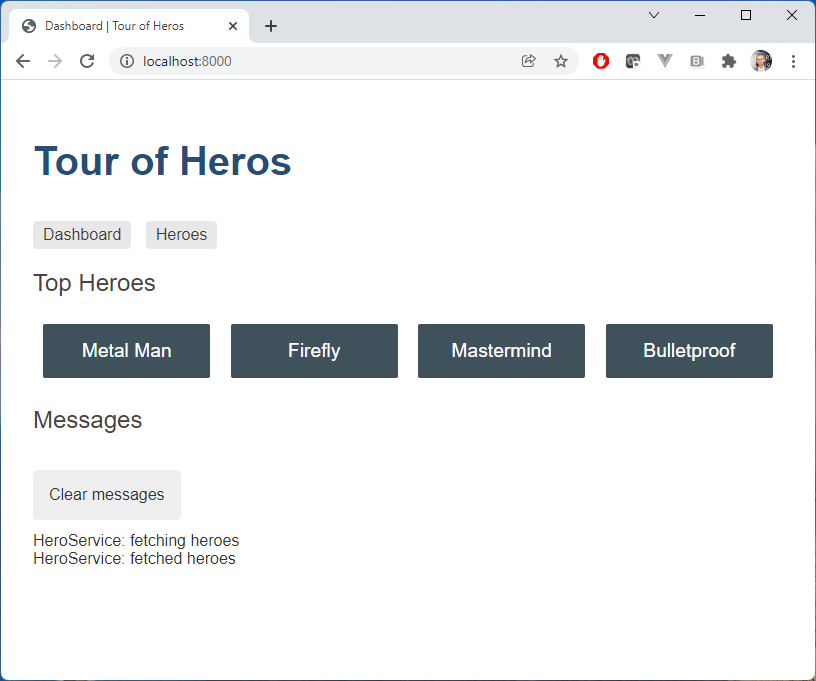 Dashboard | Tour of Heros
localhost:8000
Tour of Heros
Dashboard Heroes
Top Heroes
Metal Man Firefly Mastermind Bulletproof
Messages
Clear messages
HeroService: fetching heroes
HeroService: fetched heroes